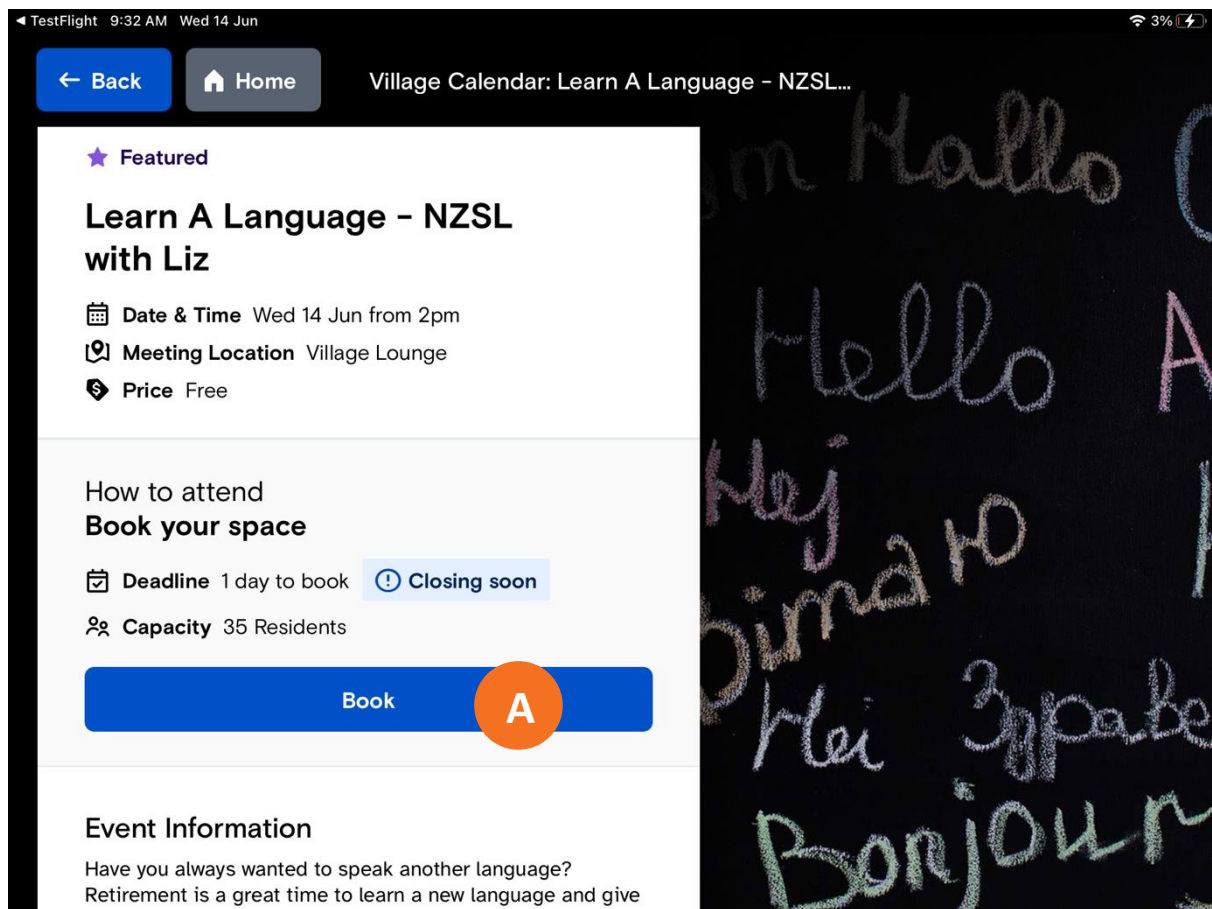 TestFlight 9:32 AM Wed 14 Jun
3%
Back
Home
Village Calendar: Learn A Language - NZSL...
Featured
Learn A Language – NZSL
with Liz
Date & Time Wed 14 Jun from 2pm
Meeting Location Village Lounge
Price Free
How to attend
Book your space
Deadline 1 day to book
Closing soon
Capacity 35 Residents
Book
A
Event Information
Have you always wanted to speak another language?
Retirement is a great time to learn a new language and give
Hallo
Hello
A
Hej
Вітаю
Hei
Здраве
Bonjour